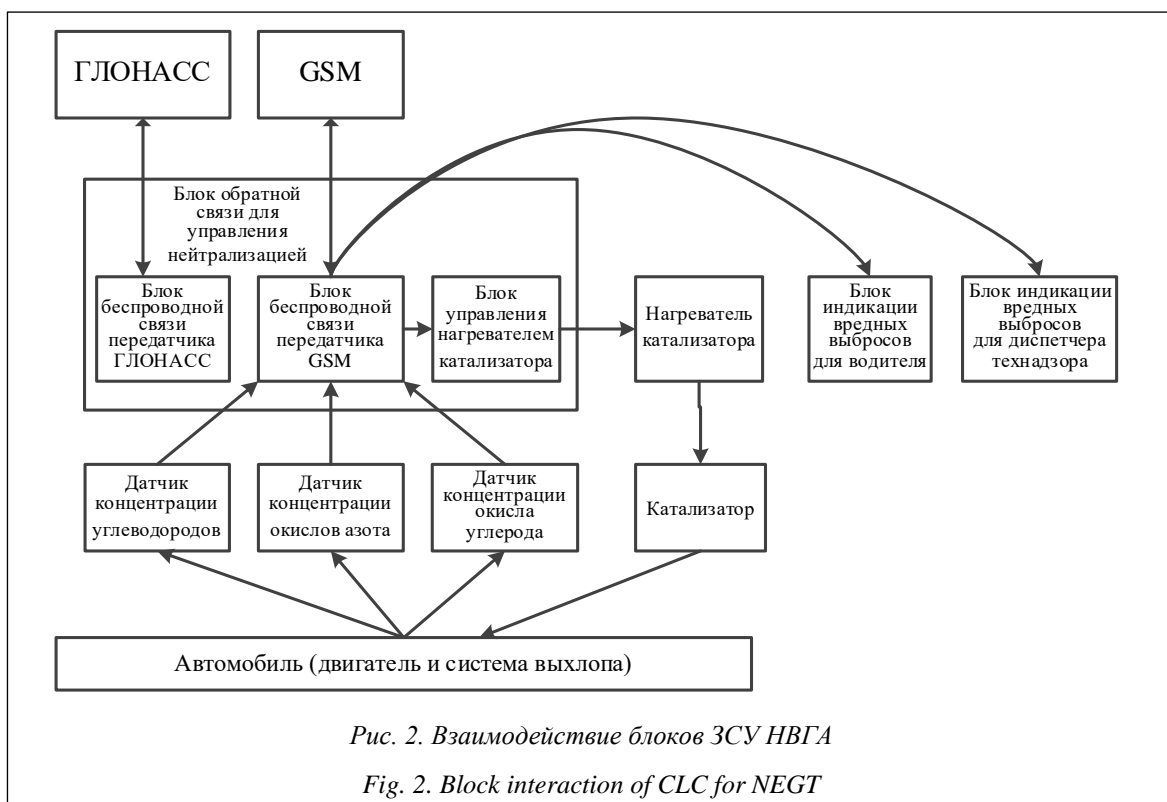 ГЛОНАСС
GSM
Блок обратной
связи для
управления
нейтрализацией
Блок
беспроводной
связи
передатчика
ГЛОНАСС
Блок
беспроводной
связи
передатчика
GSM
Блок
управления
нагревателем
катализатора
Нагреватель
катализатора
Блок
индикации
вредных
выбросов
для водителя
Блок индикации
вредных
выбросов
для диспетчера
технадзора
Датчик
концентрации
углеводородов
Датчик
концентрации
окислов азота
Датчик
концентрации
окисла
углерода
Катализатор
Автомобиль (двигатель и система выхлопа)
Рис. 2. Взаимодействие блоков ЗСУ НВГА
Fig. 2. Block interaction of CLC for NEGT